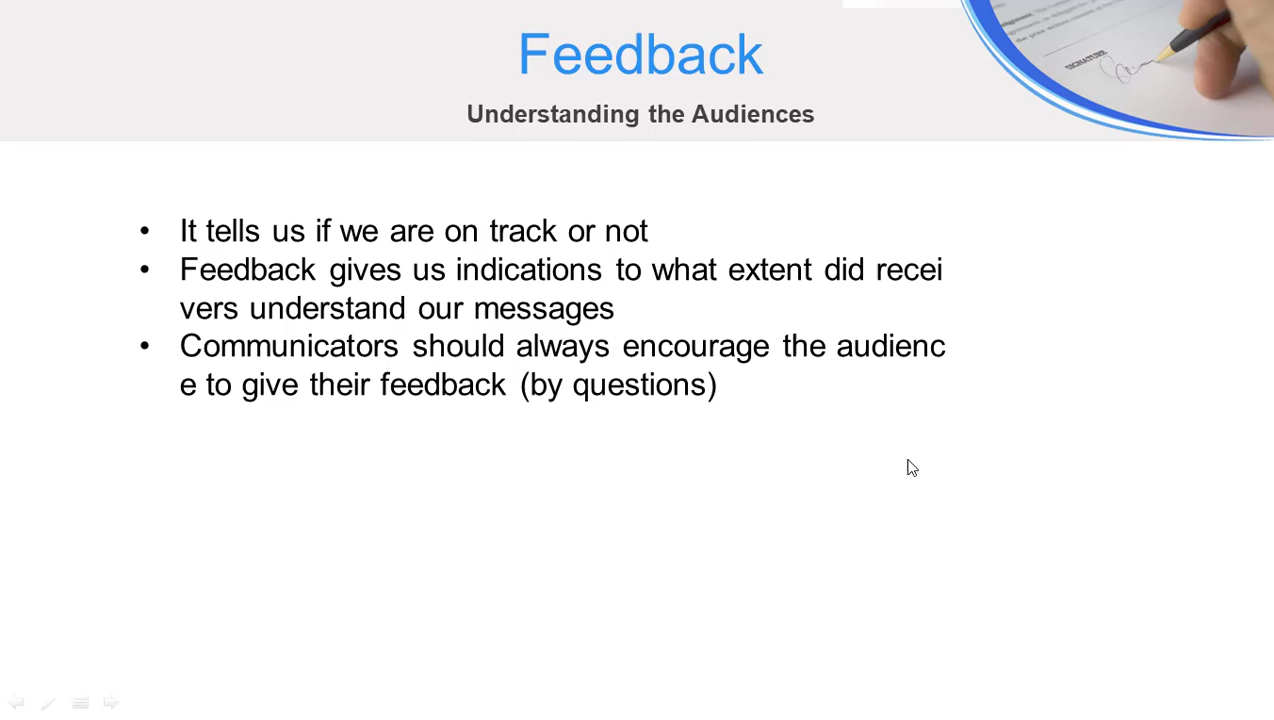 Feedback
Understanding the Audiences
SIGNATURE
• It tells us if we are on track or not
• Feedback gives us indications to what extent did recei
vers understand our messages
• Communicators should always encourage the audienc
e to give their feedback (by questions)